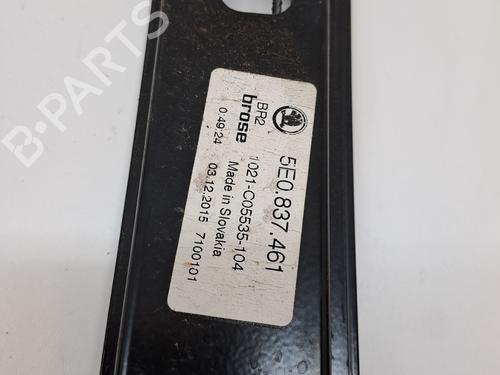 5E0.837.461
BR2
brose 1021-C05535-104
Made in Slovakia
0:49:24 03.12.2015 7100101
B-PARTS